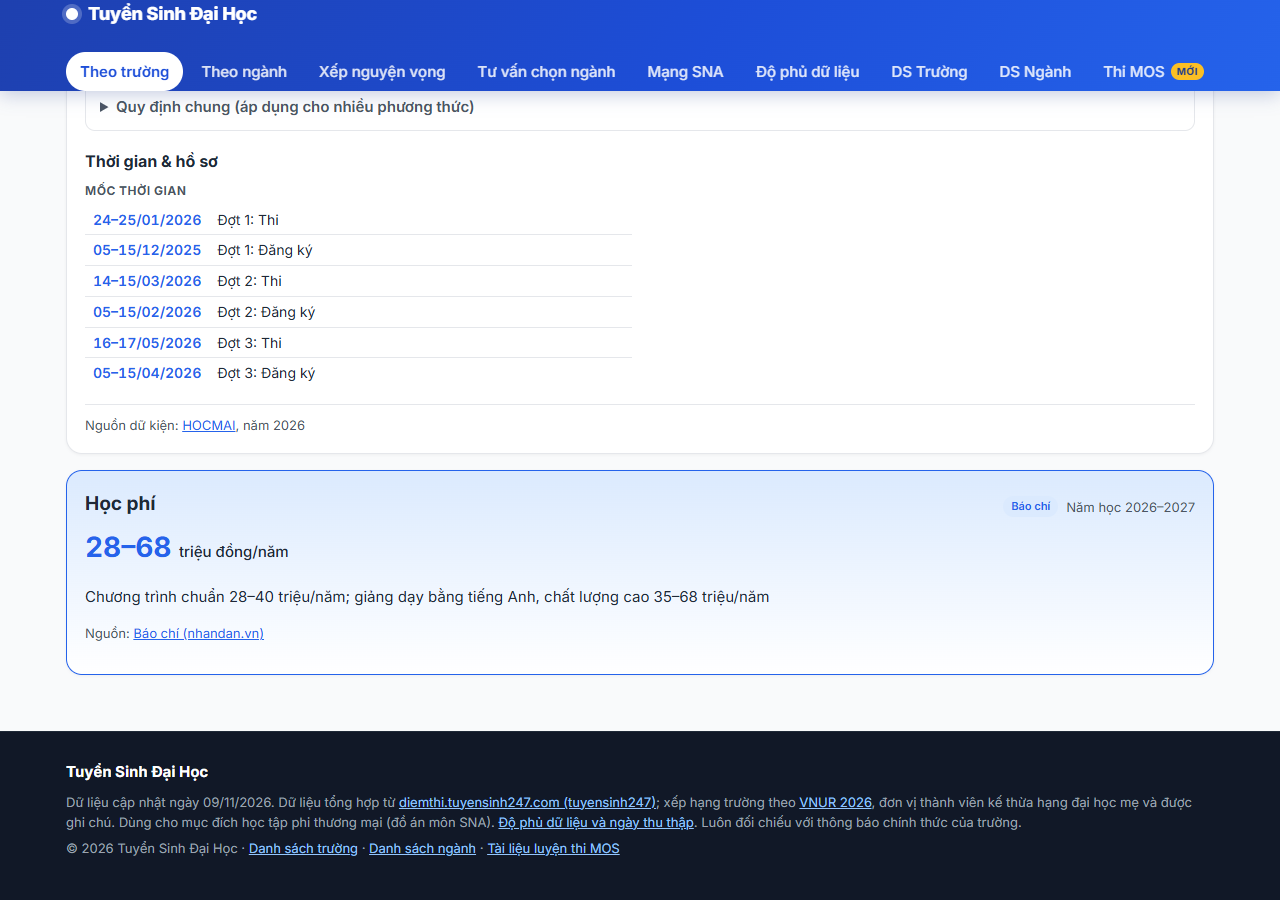 Tuyển Sinh Đại Học
Theo trường Theo ngành Xếp nguyện vọng Tư vấn chọn ngành Mạng SNA Độ phủ dữ liệu DS Trường DS Ngành Thi MOS MỚI
Quy định chung (áp dụng cho nhiều phương thức)
Thời gian & hồ sơ
MỐC THỜI GIAN
24–25/01/2026 Đợt 1: Thi
05–15/12/2025 Đợt 1: Đăng ký
14–15/03/2026 Đợt 2: Thi
05–15/02/2026 Đợt 2: Đăng ký
16–17/05/2026 Đợt 3: Thi
05–15/04/2026 Đợt 3: Đăng ký
Nguồn dữ kiện: HOCMAI, năm 2026
Học phí
Báo chí Năm học 2026–2027
28–68 triệu đồng/năm
Chương trình chuẩn 28–40 triệu/năm; giảng dạy bằng tiếng Anh, chất lượng cao 35–68 triệu/năm
Nguồn: Báo chí (nhandan.vn)
Tuyển Sinh Đại Học
Dữ liệu cập nhật ngày 09/11/2026. Dữ liệu tổng hợp từ diemthi.tuyensinh247.com (tuyensinh247); xếp hạng trường theo VNUR 2026, đơn vị thành viên kế thừa hạng đại học mẹ và được
ghi chú. Dùng cho mục đích học tập phi thương mại (đồ án môn SNA). Độ phủ dữ liệu và ngày thu thập. Luôn đối chiếu với thông báo chính thức của trường.
© 2026 Tuyển Sinh Đại Học · Danh sách trường · Danh sách ngành · Tài liệu luyện thi MOS